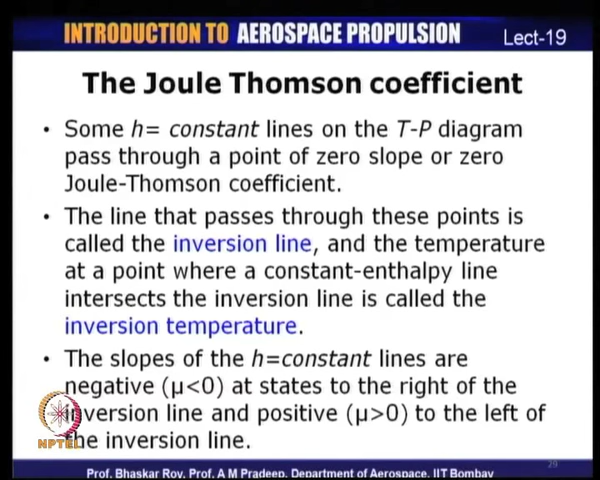 INTRODUCTION TO AEROSPACE PROPULSION Lect-19
The Joule Thomson coefficient
• Some h= constant lines on the T-P diagram
pass through a point of zero slope or zero
Joule-Thomson coefficient.
• The line that passes through these points is
called the inversion line, and the temperature
at a point where a constant-enthalpy line
intersects the inversion line is called the
inversion temperature.
• The slopes of the h=constant lines are
negative (µ<0) at states to the right of the
inversion line and positive (µ>0) to the left of
the inversion line.
NPTEL
29
Prof. Bhaskar Roy, Prof. A M Pradeep, Department of Aerospace, IIT Bombay